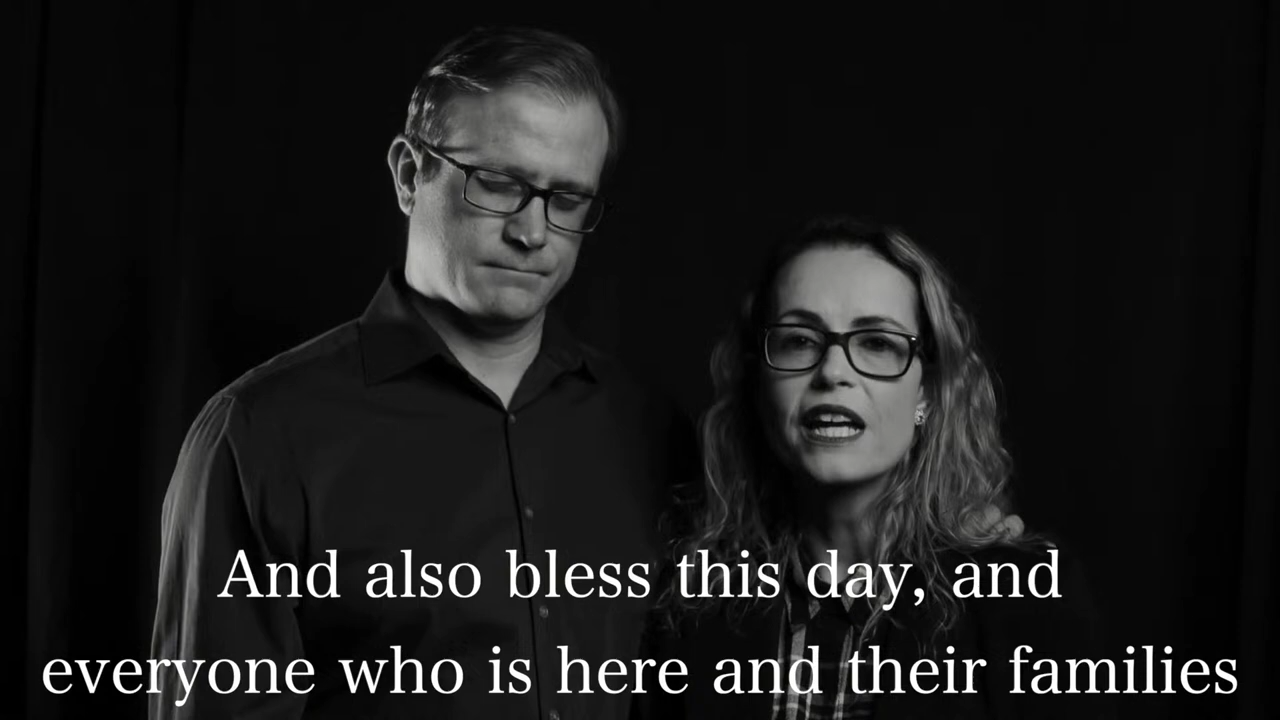 And also bless this day, and
everyone who is here and their families